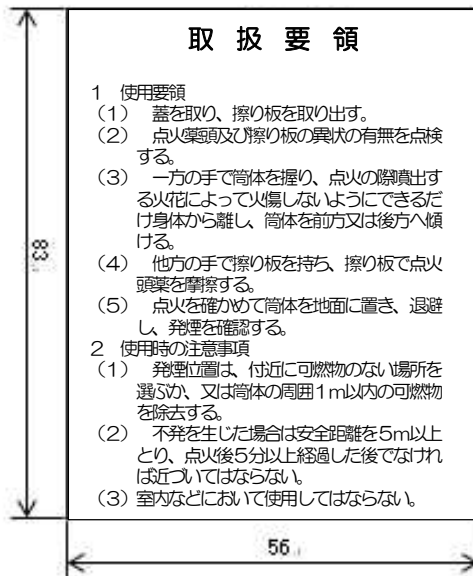 取扱要領
1 使用要領
(1) 蓋を取り、擦り板を取り出す。
(2) 点火薬頭及び擦り板の異状の有無を点検
する。
(3) 一方の手で筒体を握り、点火の際噴出す
る火花によって火傷しないようにできるだ
け身体から離し、筒体を前方又は後方へ傾
ける。
(4) 他方の手で擦り板を持ち、擦り板で点火
頭薬を摩擦する。
(5) 点火を確かめて筒体を地面に置き、退避
し、発煙を確認する。
2 使用時の注意事項
(1) 発煙位置は、付近に可燃物のない場所を
選ぶか、又は筒体の周囲1m以内の可燃物
を除去する。
(2) 不発を生じた場合は安全距離を5m以上
とり、点火後5分以上経過した後でなけれ
ば近づいてはならない。
(3) 室内などにおいて使用してはならない。
83
56